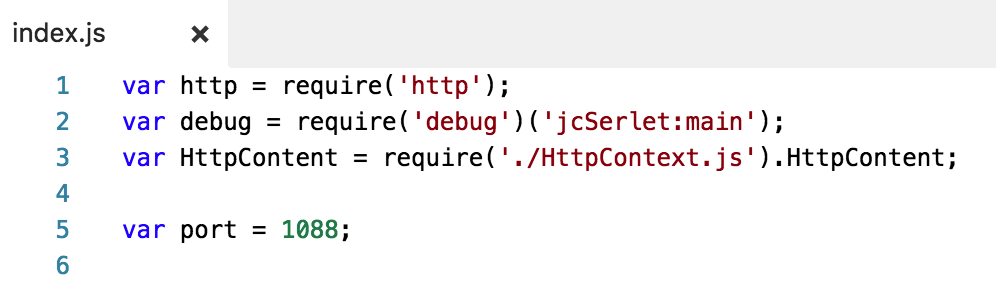 index.js ×
1 var http = require('http');
2 var debug = require('debug')('jcSerlet:main');
3 var HttpContent = require('./HttpContext.js').HttpContent;
4
5 var port = 1088;
6